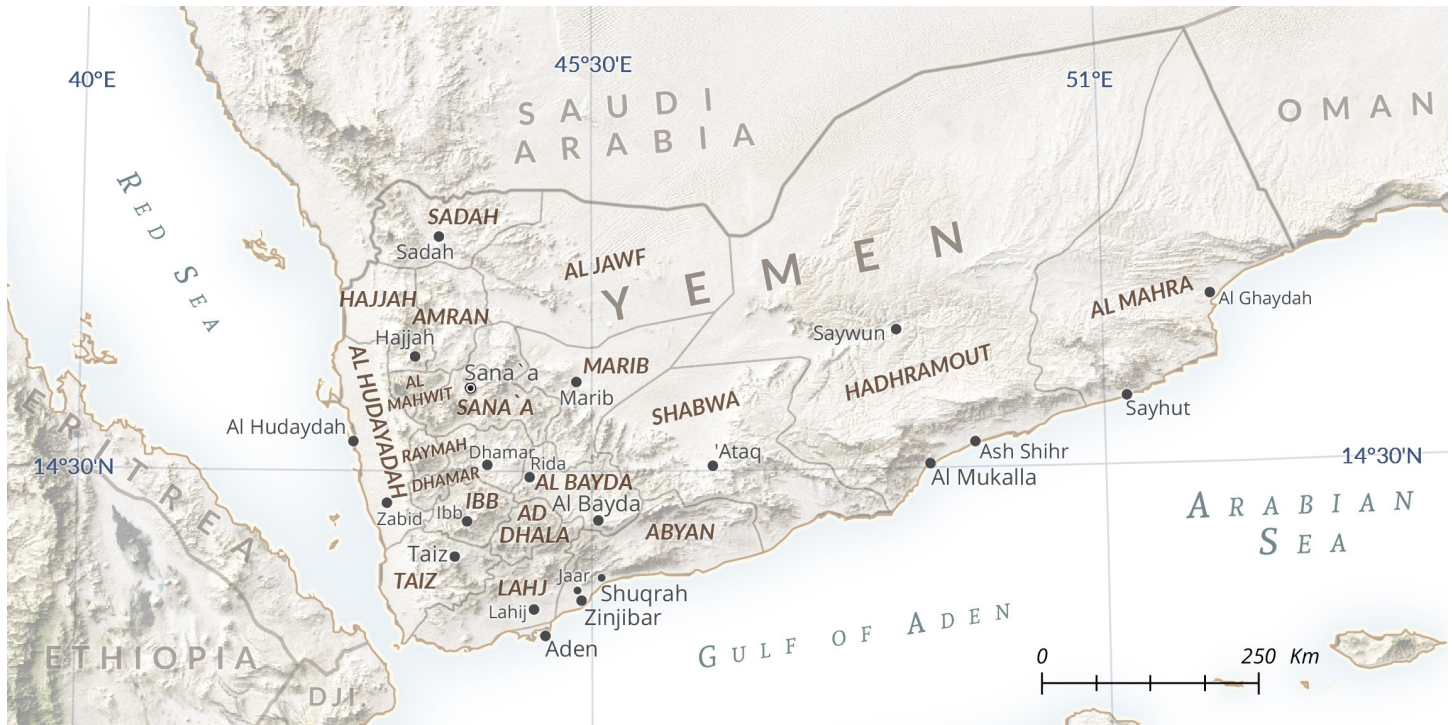 40°E
45°30'E
51°E
SAUDI
ARABIA
OMAN
RED SEA
SADAH
Sadah
AL JAWF
YEMEN
HAJJAH
AMRAN
Hajjah
AL MAHRA
Al Ghaydah
Saywun
HADHRAMOUT
Sana`a
AL
MAHWIT
SANA`A
MARIB
Marib
SHABWA
AL HUDAYADAH
Al Hudaydah
Sayhut
ERITREA
14°30'N
RAYMAH
Dhamar
DHAMAR
Rida
AL BAYDA
Al Bayda
'Ataq
Ash Shihr
Al Mukalla
14°30'N
Zabid
Ibb
IBB
AD
DHALA
ABYAN
ARABIAN
SEA
Taiz
TAIZ
LAHJ
Lahij
Jaar
Shuqrah
Zinjibar
Aden
GULF OF ADEN
ETHIOPIA
DJI.
0 250 Km